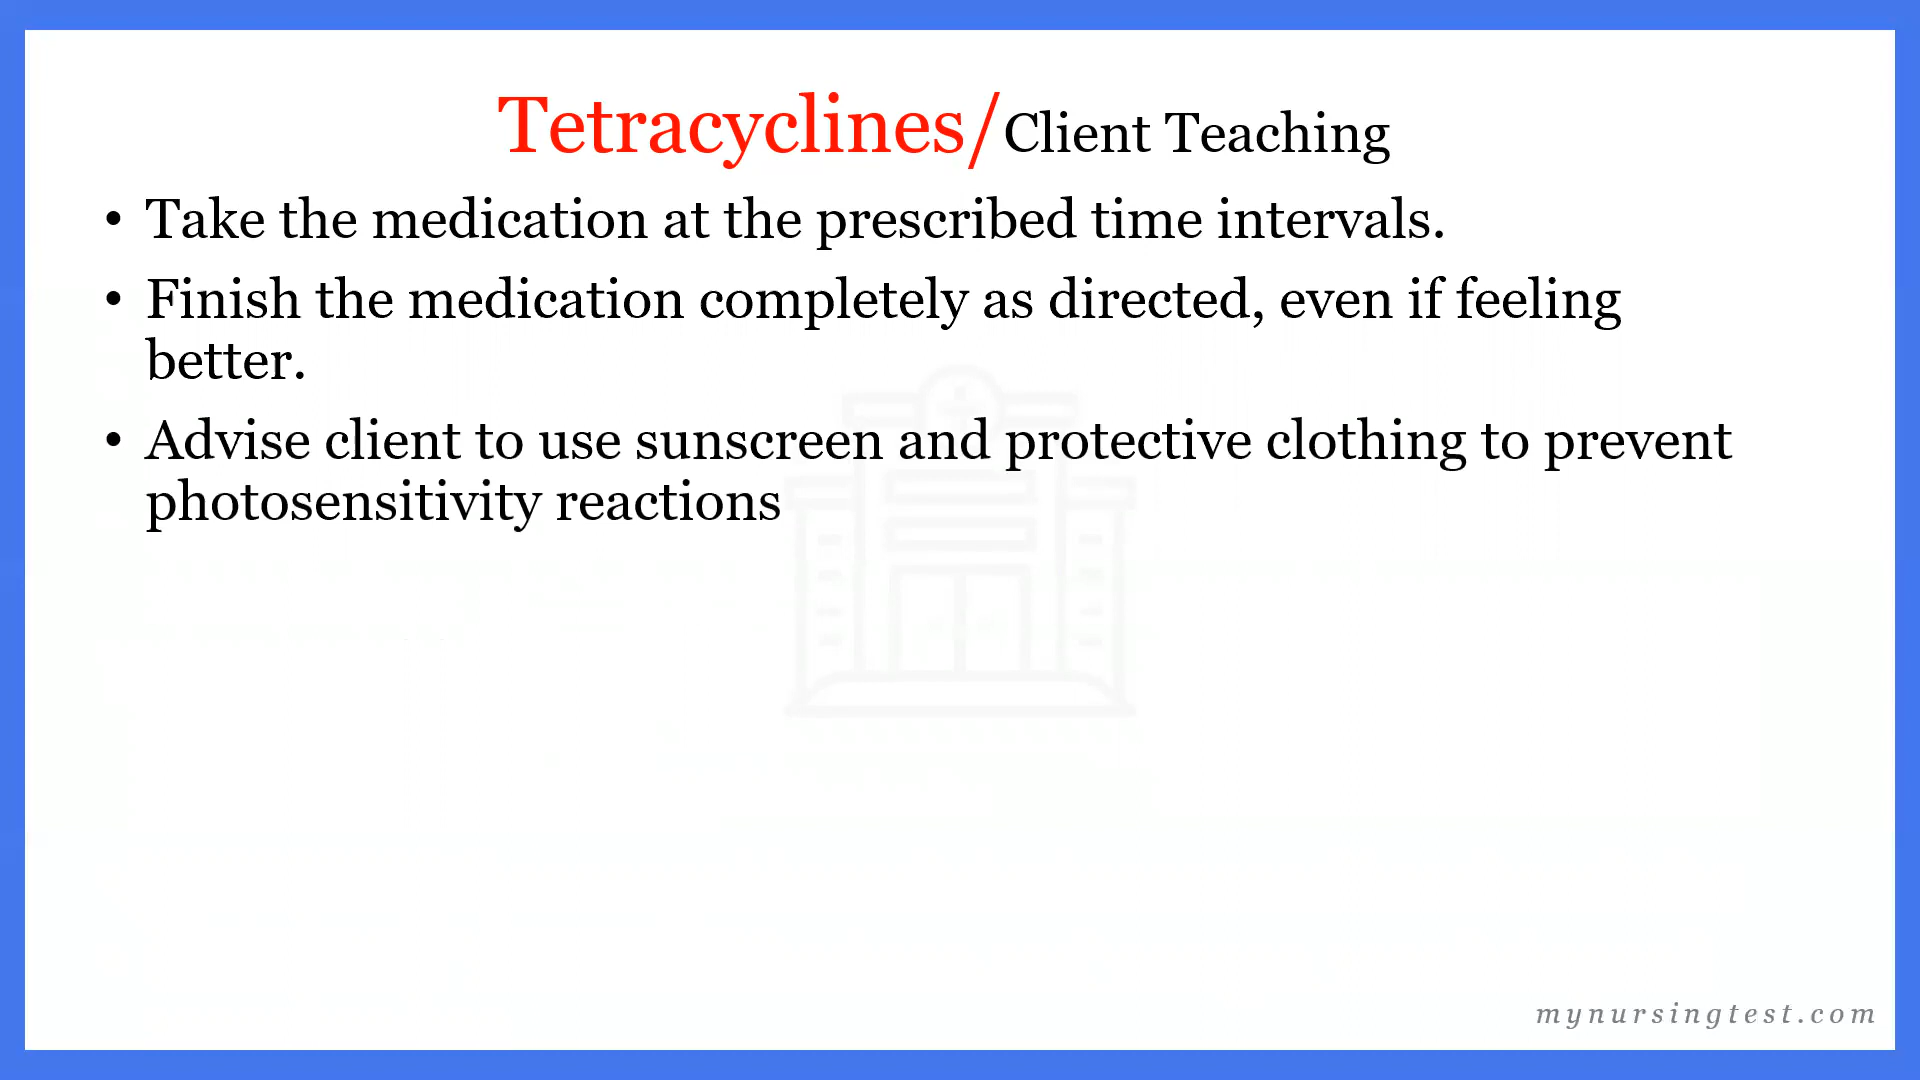 Tetracyclines/Client Teaching
• Take the medication at the prescribed time intervals.
• Finish the medication completely as directed, even if feeling
better.
• Advise client to use sunscreen and protective clothing to prevent
photosensitivity reactions
mynursingtest.com